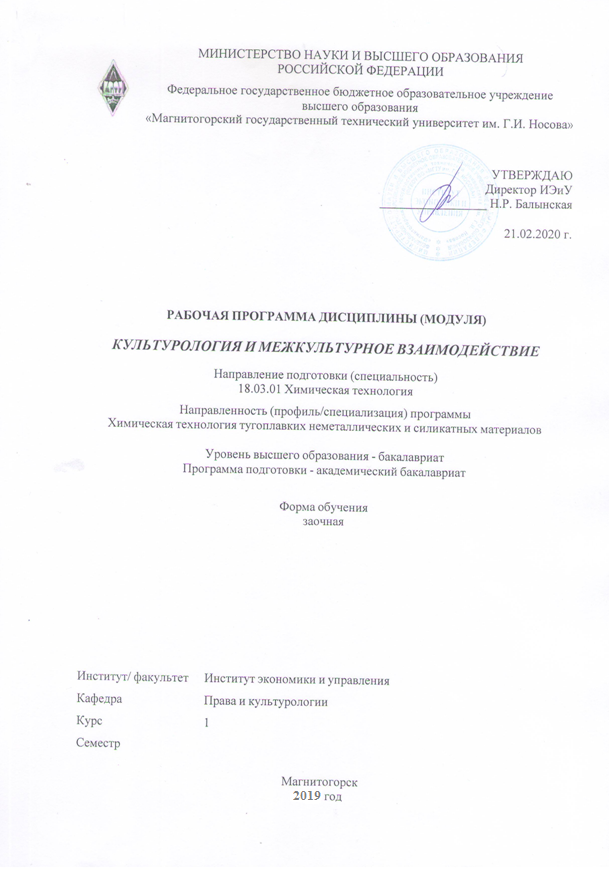 МИНИСТЕРСТВО НАУКИ И ВЫСШЕГО ОБРАЗОВАНИЯ
РОССИЙСКОЙ ФЕДЕРАЦИИ
Федеральное государственное бюджетное образовательное учреждение
высшего образования
«Магнитогорский государственный технический университет им. Г.И. Носова»
УТВЕРЖДАЮ
Директор ИЭиУ
Н.Р. Балынская
21.02.2020 г.
РАБОЧАЯ ПРОГРАММА ДИСЦИПЛИНЫ (МОДУЛЯ)
КУЛЬТУРОЛОГИЯ И МЕЖКУЛЬТУРНОЕ ВЗАИМОДЕЙСТВИЕ
Направление подготовки (специальность)
18.03.01 Химическая технология
Направленность (профиль/специализация) программы
Химическая технология тугоплавких неметаллических и силикатных материалов
Уровень высшего образования - бакалавриат
Программа подготовки - академический бакалавриат
Форма обучения
заочная
Институт/ факультет Институт экономики и управления
Кафедра Права и культурологии
Курс 1
Семестр
Магнитогорск
2019 год